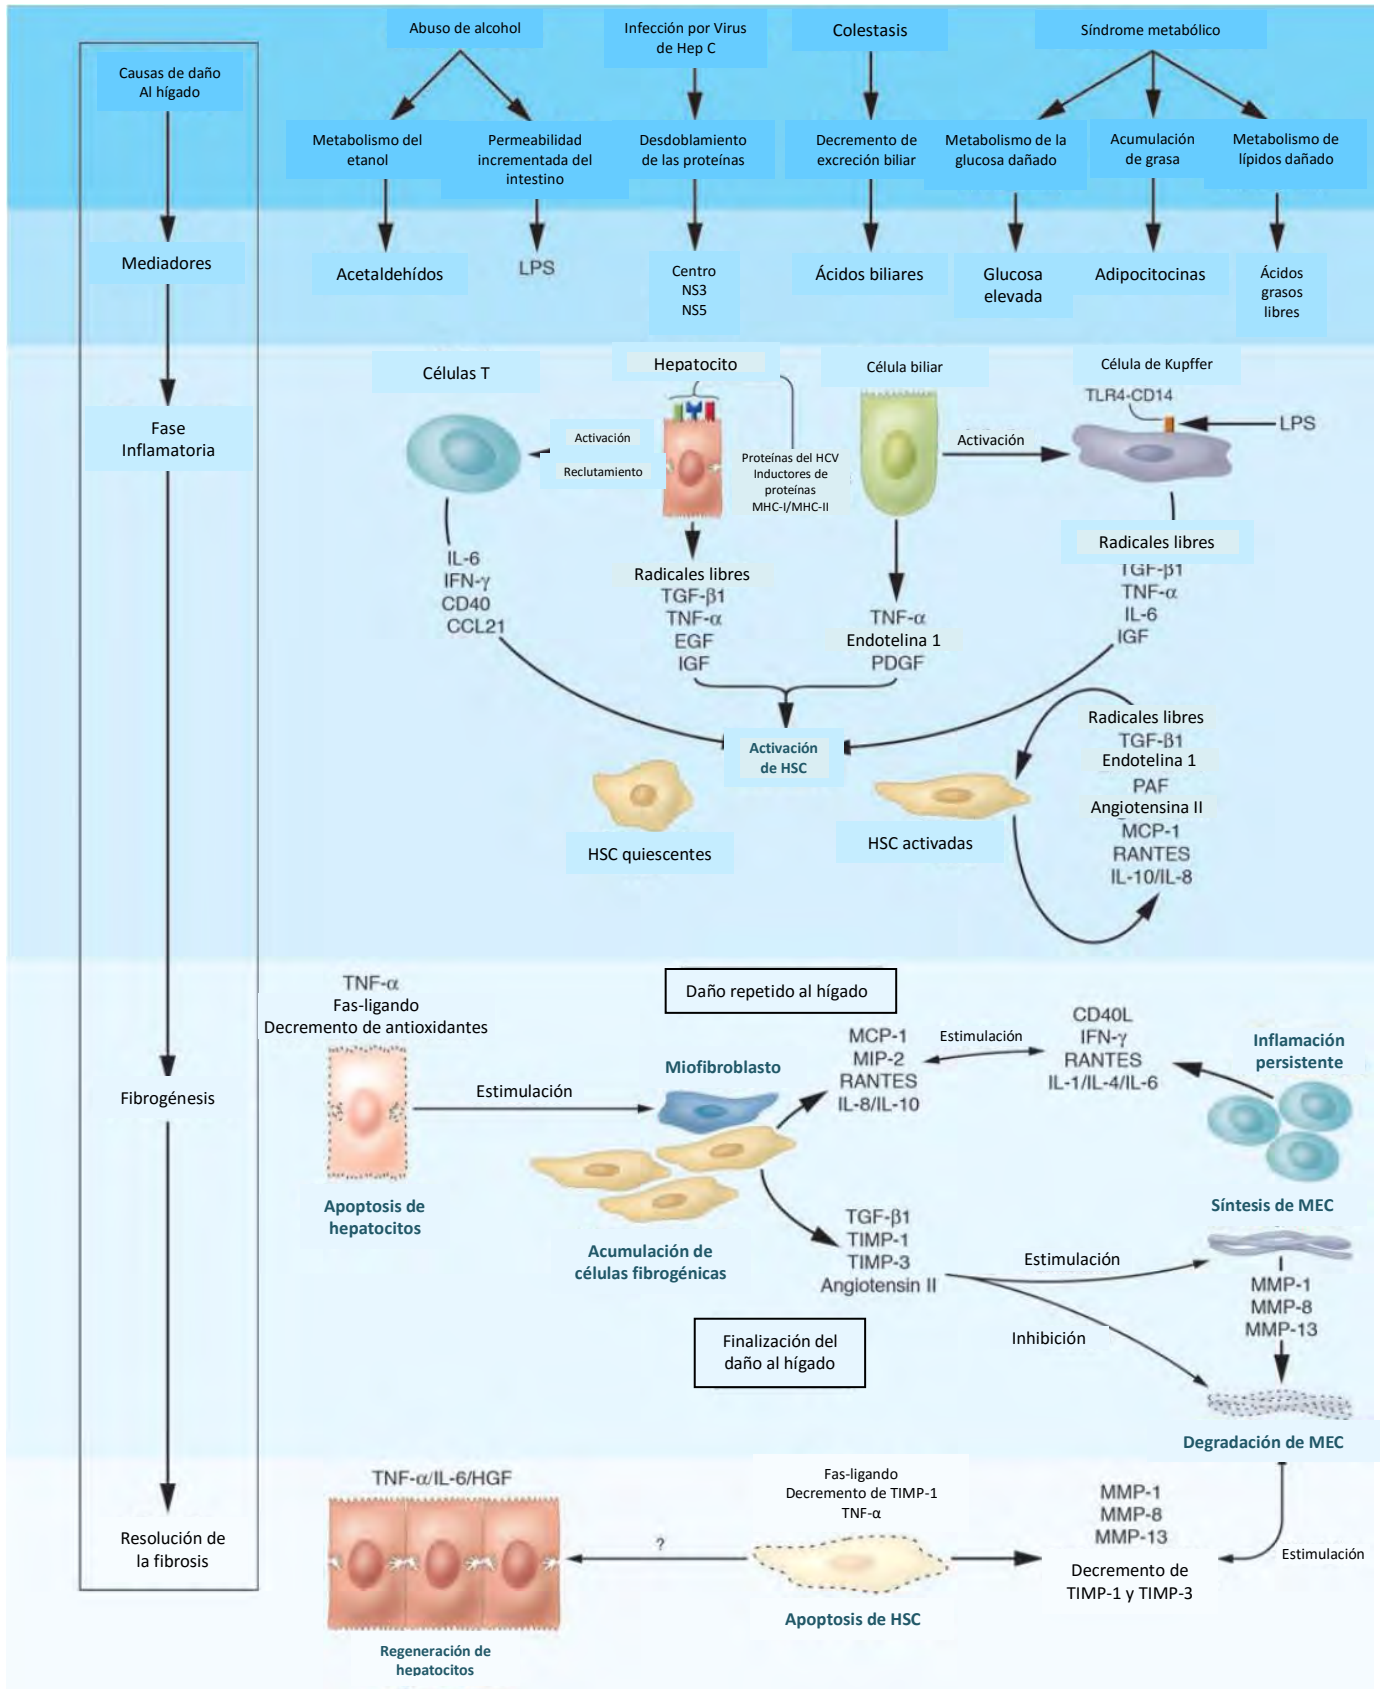 Abuso de alcohol
Infección por Virus
de Hep C
Colestasis
Síndrome metabólico
Causas de daño
Al hígado
Metabolismo del
etanol
Permeabilidad
incrementada del
intestino
Desdoblamiento
de las proteínas
Decremento de
excreción biliar
Metabolismo de la
glucosa dañado
Acumulación
de grasa
Metabolismo de
lípidos dañado
Mediadores
Acetaldehídos
LPS
Centro
NS3
NS5
Ácidos biliares
Glucosa
elevada
Adipocitocinas
Ácidos
grasos
libres
Fase
Inflamatoria
Células T
Hepatocito
Célula biliar
Célula de Kupffer
TLR4-CD14
LPS
Activación
Reclutamiento
Proteínas del HCV
Inductores de
proteínas
MHC-I/MHC-II
Activación
IL-6
IFN-γ
CD40
CCL21
Radicales libres
TGF-β1
TNF-α
EGF
IGF
TNF-α
Endotelina 1
PDGF
Radicales libres
TGF-β1
TNF-α
IL-6
IGF
Activación
de HSC
HSC quiescentes
HSC activadas
Radicales libres
TGF-β1
Endotelina 1
PAF
Angiotensina II
MCP-1
RANTES
IL-10/IL-8
Fibrogénesis
TNF-α
Fas-ligando
Decremento de antioxidantes
Daño repetido al hígado
Estimulación
Miofibroblasto
MCP-1
MIP-2
RANTES
IL-8/IL-10
Estimulación
CD40L
IFN-γ
RANTES
IL-1/IL-4/IL-6
Inflamación
persistente
Apoptosis de
hepatocitos
Acumulación de
células fibrogénicas
TGF-β1
TIMP-1
TIMP-3
Angiotensin II
Estimulación
Inhibición
Síntesis de MEC
MMP-1
MMP-8
MMP-13
Finalización del
daño al hígado
Degradación de MEC
Resolución de
la fibrosis
TNF-α/IL-6/HGF
Regeneración de
hepatocitos
?
Fas-ligando
Decremento de TIMP-1
TNF-α
Apoptosis de HSC
MMP-1
MMP-8
MMP-13
Decremento de
TIMP-1 y TIMP-3
Estimulación